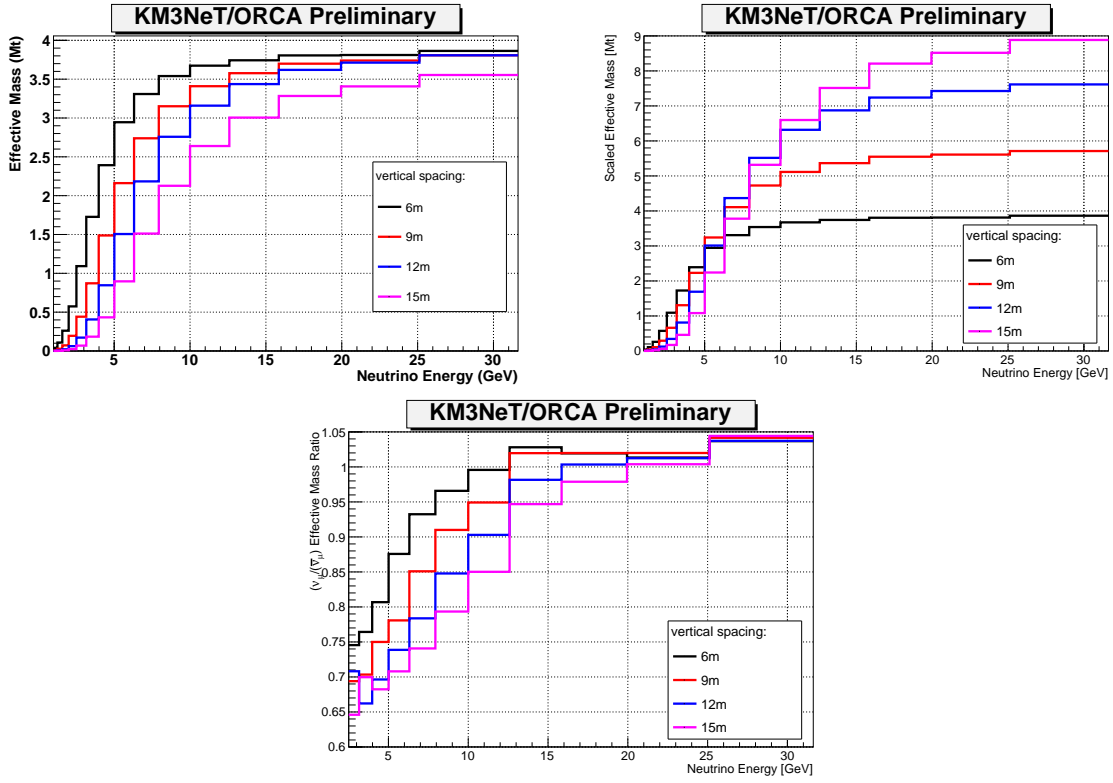 KM3NeT/ORCA Preliminary
Effective Mass (Mt)
4
3.5
3
2.5
2
1.5
1
0.5
0
5 10 15 20 25 30
Neutrino Energy (GeV)
vertical spacing:
6m
9m
12m
15m
KM3NeT/ORCA Preliminary
Scaled Effective Mass [Mt]
9
8
7
6
5
4
3
2
1
0
5 10 15 20 25 30
Neutrino Energy [GeV]
vertical spacing:
6m
9m
12m
15m
KM3NeT/ORCA Preliminary
(νμ/(ν̅μ) Effective Mass Ratio
1.05
1
0.95
0.9
0.85
0.8
0.75
0.7
0.65
0.6
5 10 15 20 25 30
Neutrino Energy [GeV]
vertical spacing:
6m
9m
12m
15m